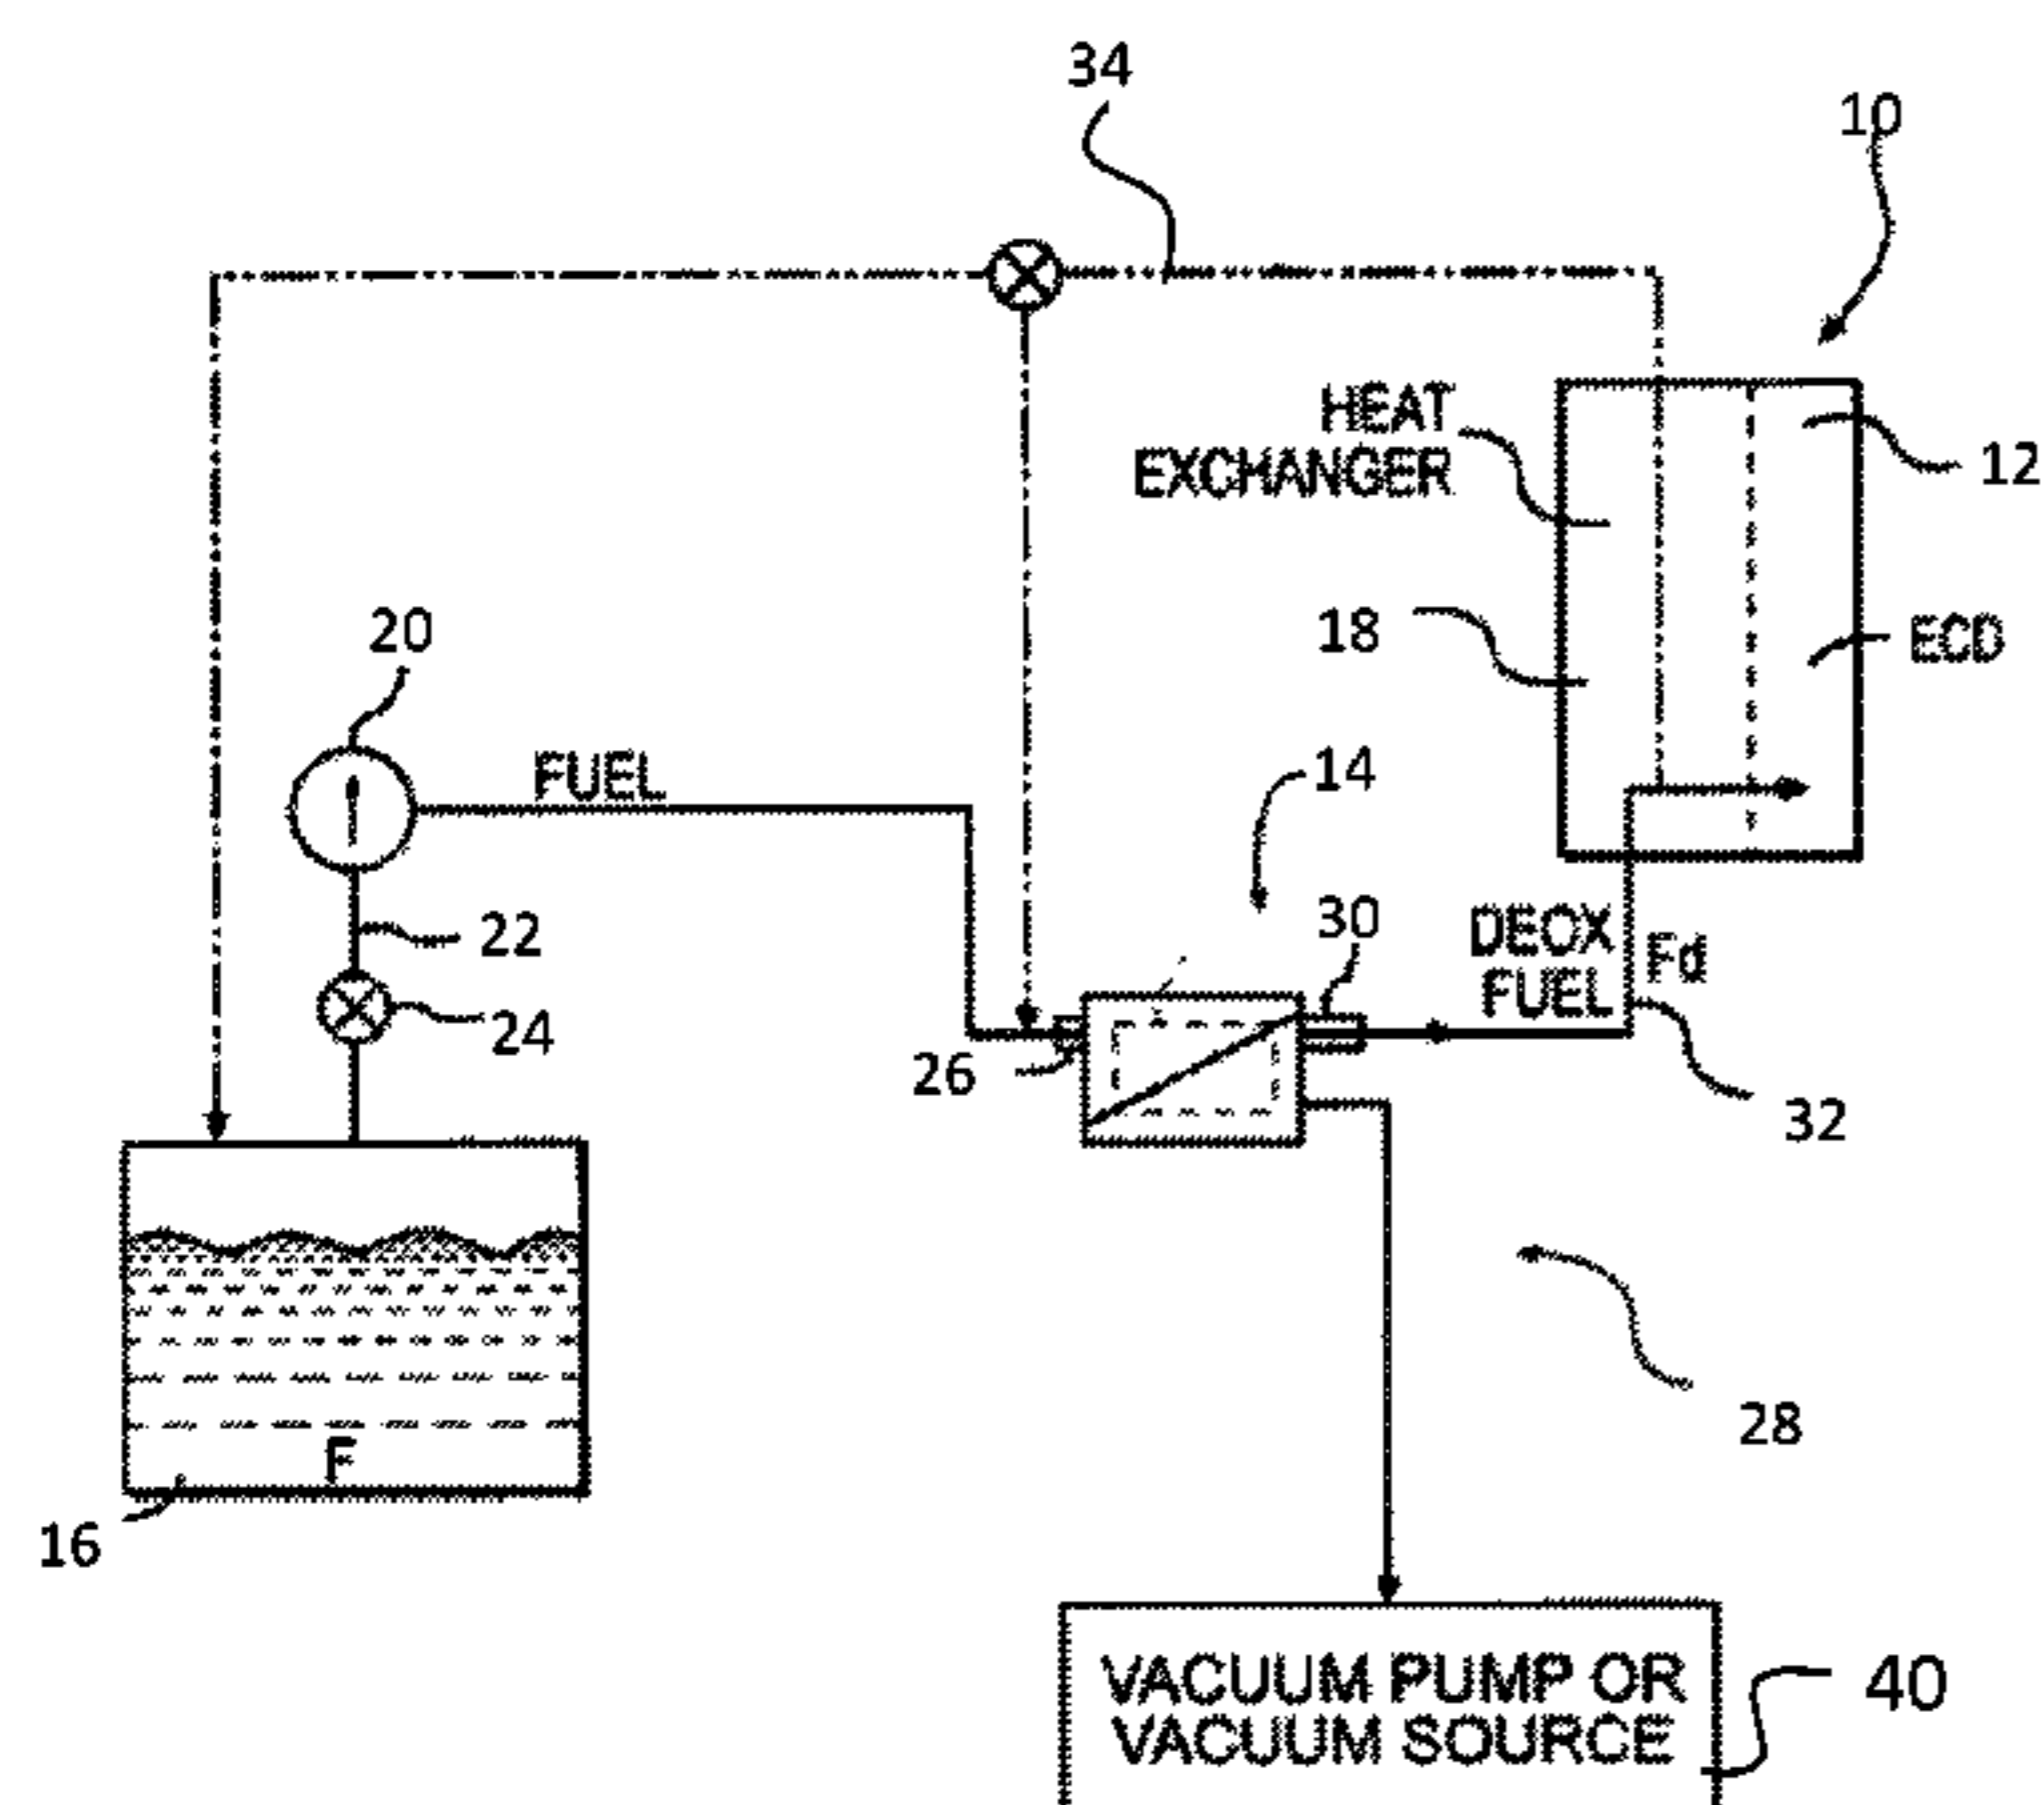 34
10
HEAT
EXCHANGER
12
18
ECD
20
FUEL
14
22
30
DEOX
FUEL
Fd
24
26
32
F
16
28
VACUUM PUMP OR
VACUUM SOURCE
40